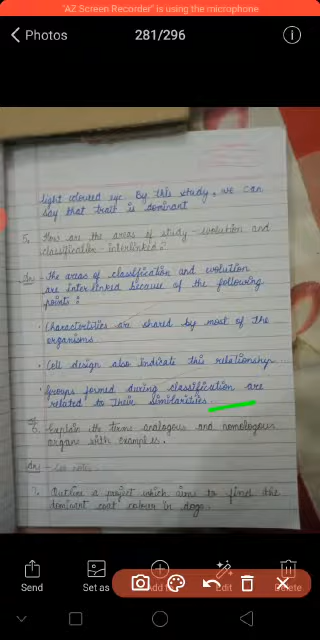 "AZ Screen Recorder" is using the microphone
Photos
281/296
light coloured eye. By this study, we can
say that trait is dominant
5. How are the areas of study - evolution and
classification - interlinked?
Ans - The areas of classification and evolution
are interlinked because of the following
points:
· Characteristics are shared by most of the
organisms.
· Cell design also indicate this relationship...
· Groups formed during classification are
related to their similarities.
6. Explain the terms analogous and homologous
organs with examples.
Ans - See notes.
7. Outline a project which aims to find the
dominant coat colour in dogs.
Send
Set as
Add to
Edit
Delete